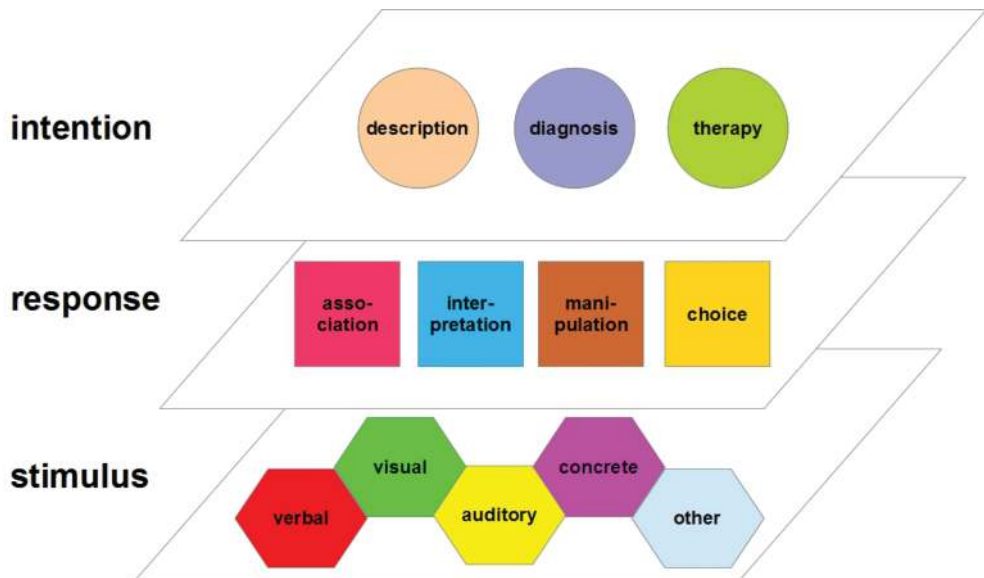 intention
description
diagnosis
therapy
response
asso-
ciation
inter-
pretation
mani-
pulation
choice
stimulus
verbal
visual
auditory
concrete
other